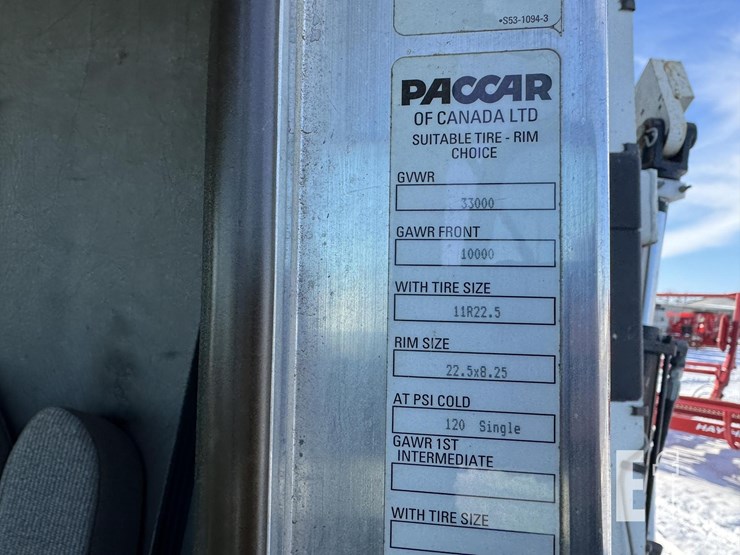 •S53-1094-3
PACCAR
OF CANADA LTD
SUITABLE TIRE - RIM
CHOICE
GVWR
33000
GAWR FRONT
10000
WITH TIRE SIZE
11R22.5
RIM SIZE
22.5x8.25
AT PSI COLD
120 Single
GAWR 1ST
INTERMEDIATE
WITH TIRE SIZE